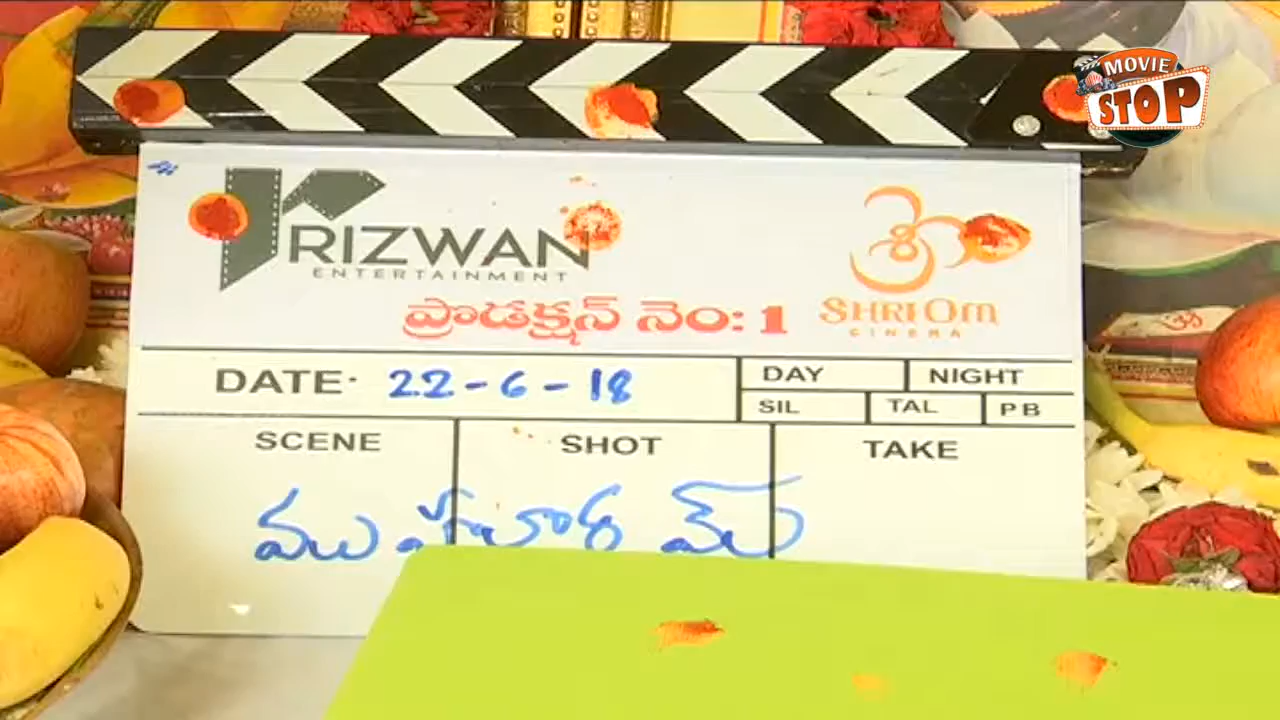 MOVIE
STOP
RIZWAN
ENTERTAINMENT
శ్రీ
SHRI OM
CINEMA
ప్రొడక్షన్ నెం: 1
DATE· 22-6-18
DAY NIGHT
SIL TAL PB
SCENE SHOT TAKE
ముహూర్తమ్